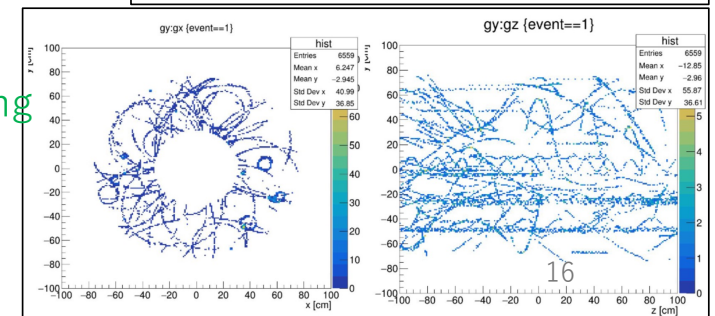 gy:gx {event==1}
hist
Entries 6559
Mean x 6.247
Mean y −2.945
Std Dev x 40.99
Std Dev y 36.85
y [cm]
100
80
60
40
20
0
−20
−40
−60
−80
−100
−100 −80 −60 −40 −20 0 20 40 60 80 100
x [cm]
60
50
40
30
20
10
0
ng
gy:gz {event==1}
hist
Entries 6559
Mean x −12.85
Mean y −2.96
Std Dev x 55.87
Std Dev y 36.61
y [cm]
100
80
60
40
20
0
−20
−40
−60
−80
−100
−100 −80 −60 −40 −20 0 20 40 60 80 100
z [cm]
5
4
3
2
1
0
16